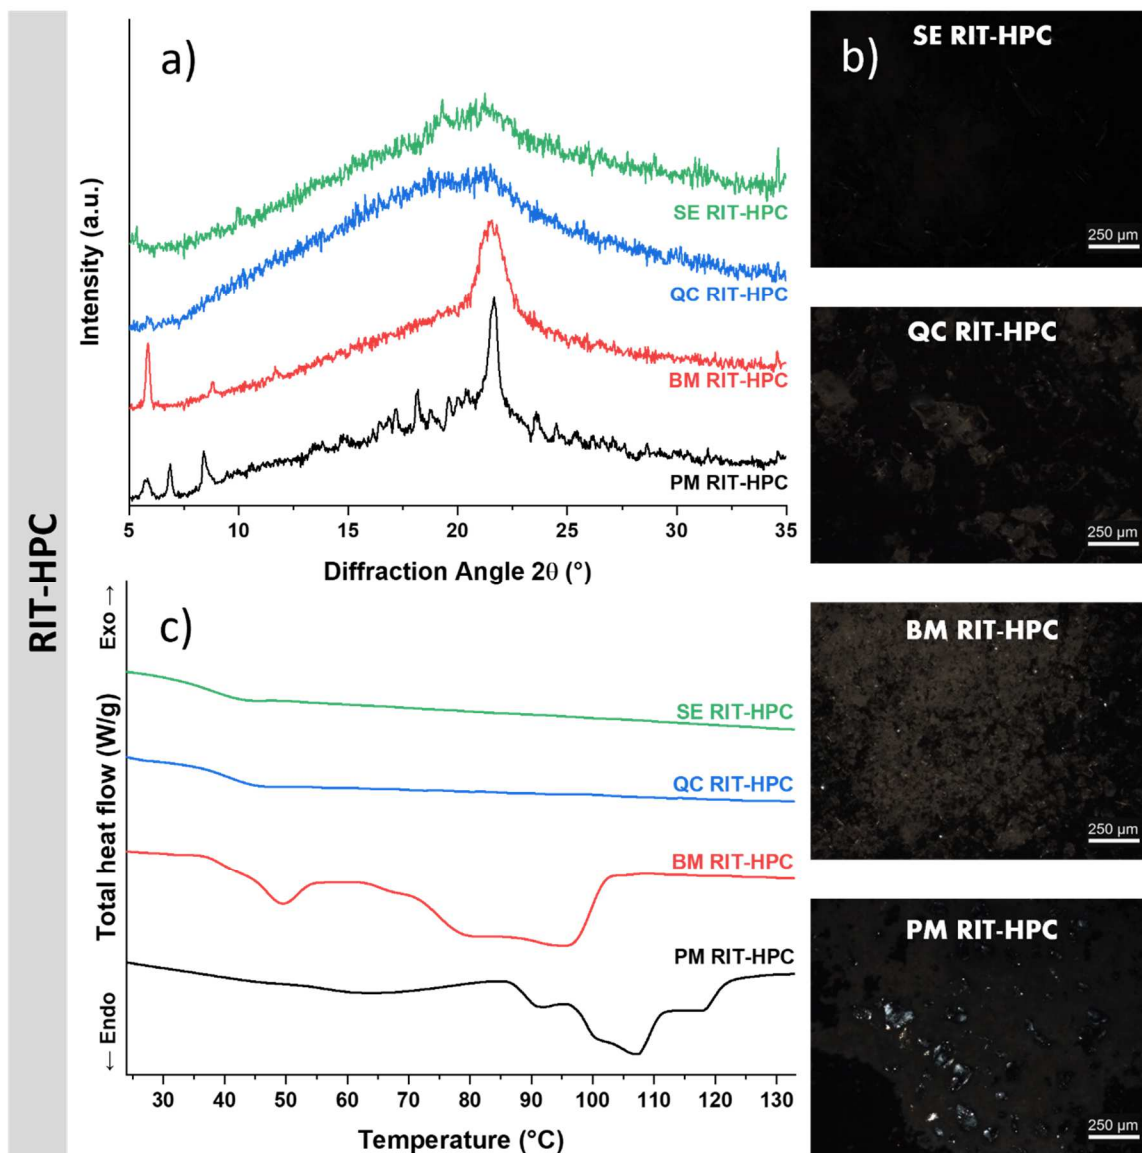 RIT-HPC
a)
Intensity (a.u.)
SE RIT-HPC
QC RIT-HPC
BM RIT-HPC
PM RIT-HPC
5 10 15 20 25 30 35
Diffraction Angle 2θ (°)
b)
SE RIT-HPC
250 µm
QC RIT-HPC
250 µm
BM RIT-HPC
250 µm
PM RIT-HPC
250 µm
c)
← Endo Total heat flow (W/g) Exo →
SE RIT-HPC
QC RIT-HPC
BM RIT-HPC
PM RIT-HPC
30 40 50 60 70 80 90 100 110 120 130
Temperature (°C)